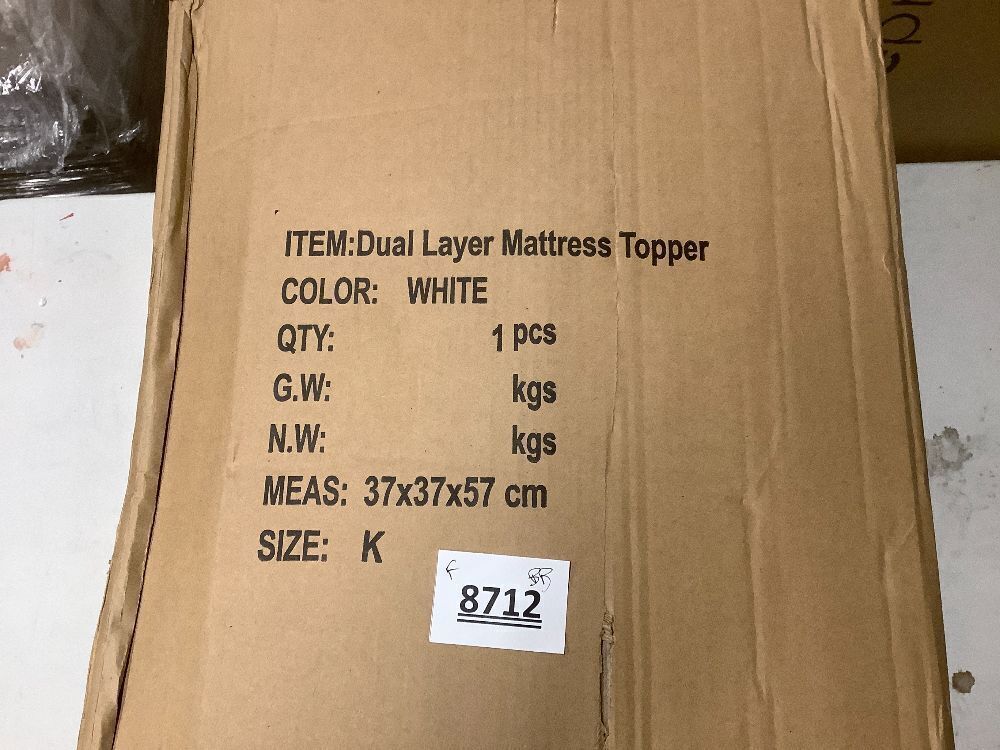 ITEM:Dual Layer Mattress Topper
COLOR: WHITE
QTY: 1 pcs
G.W: kgs
N.W: kgs
MEAS: 37x37x57 cm
SIZE: K
F
8712